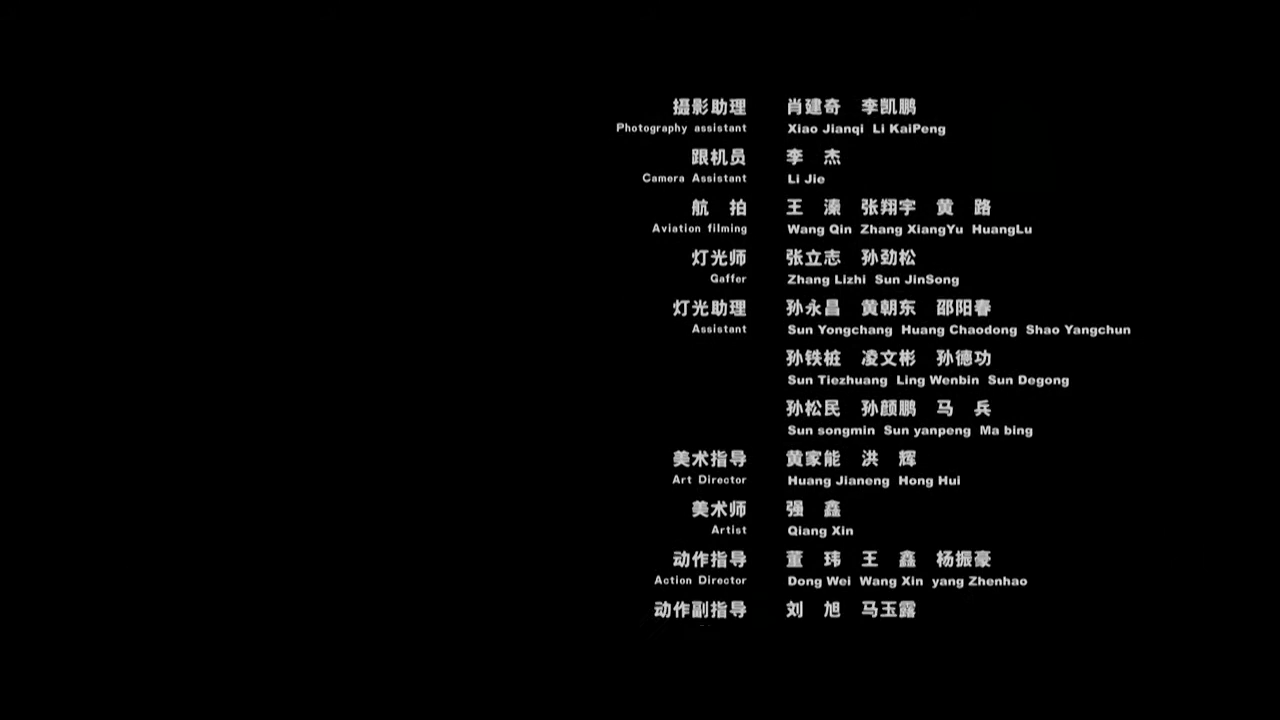 摄影助理 肖建奇 李凯鹏
Photography assistant Xiao Jianqi Li KaiPeng
跟机员 李 杰
Camera Assistant Li Jie
航 拍 王 溱 张翔宇 黄 路
Aviation filming Wang Qin Zhang XiangYu HuangLu
灯光师 张立志 孙劲松
Gaffer Zhang Lizhi Sun JinSong
灯光助理 孙永昌 黄朝东 邵阳春
Assistant Sun Yongchang Huang Chaodong Shao Yangchun
孙铁桩 凌文彬 孙德功
Sun Tiezhuang Ling Wenbin Sun Degong
孙松民 孙颜鹏 马 兵
Sun songmin Sun yanpeng Ma bing
美术指导 黄家能 洪 辉
Art Director Huang Jianeng Hong Hui
美术师 强 鑫
Artist Qiang Xin
动作指导 董 玮 王 鑫 杨振豪
Action Director Dong Wei Wang Xin yang Zhenhao
动作副指导 刘 旭 马玉露